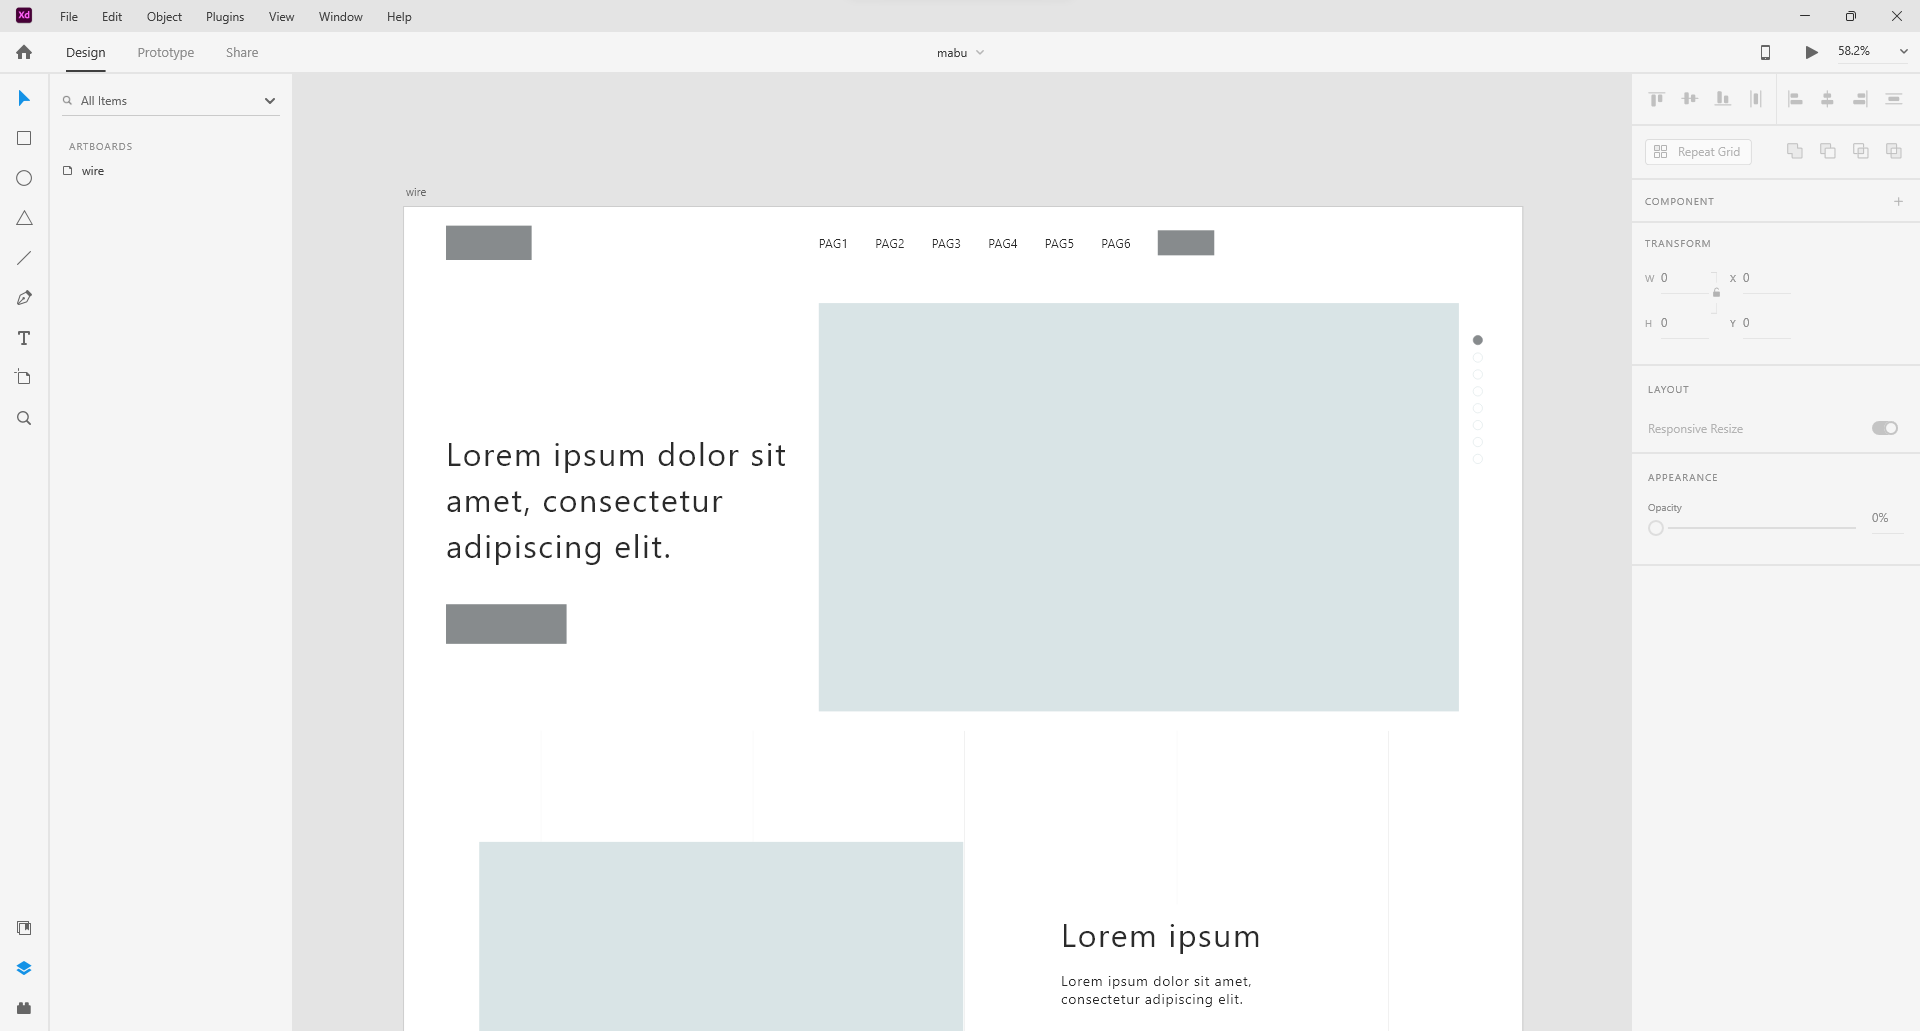 Xd File Edit Object Plugins View Window Help
Design Prototype Share mabu 58.2%
All Items
ARTBOARDS
wire
wire
PAG1 PAG2 PAG3 PAG4 PAG5 PAG6
Lorem ipsum dolor sit
amet, consectetur
adipiscing elit.
Lorem ipsum
Lorem ipsum dolor sit amet,
consectetur adipiscing elit.
Repeat Grid
COMPONENT
TRANSFORM
W 0 X 0
H 0 Y 0
LAYOUT
Responsive Resize
APPEARANCE
Opacity
0%